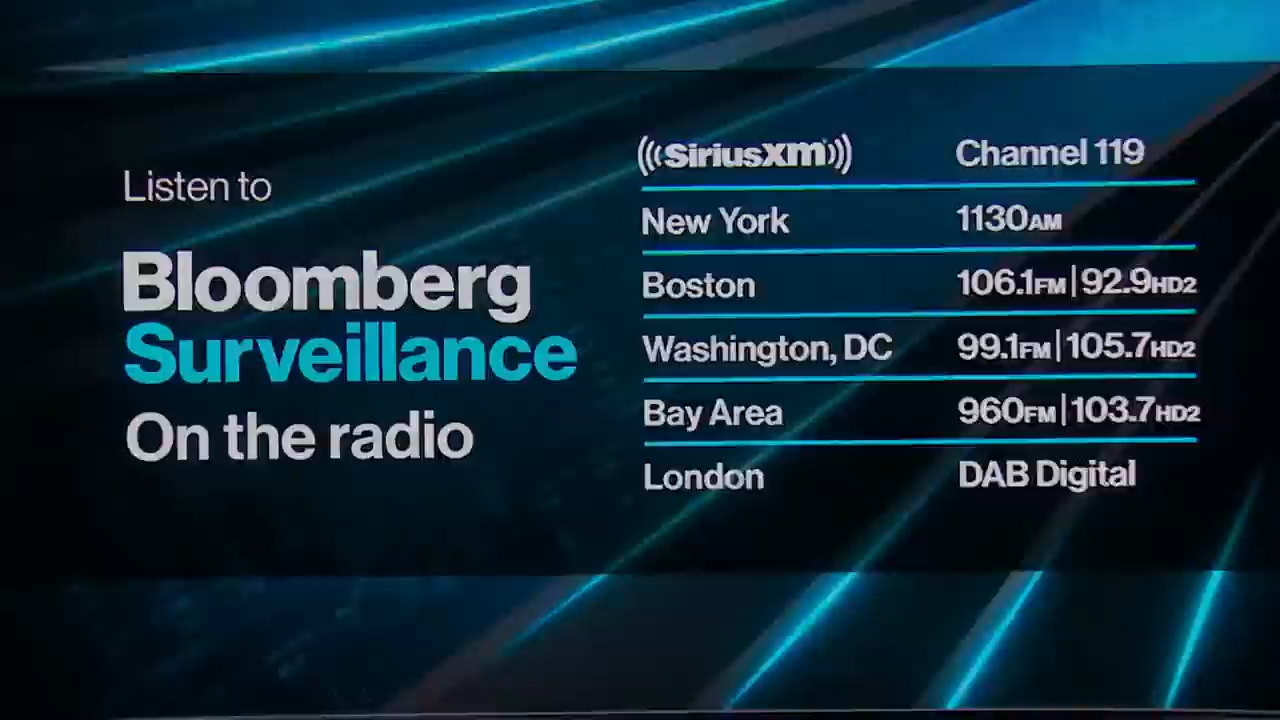 Listen to
Bloomberg
Surveillance
On the radio
SiriusXM Channel 119
New York 1130AM
Boston 106.1FM|92.9HD2
Washington, DC 99.1FM|105.7HD2
Bay Area 960FM|103.7HD2
London DAB Digital